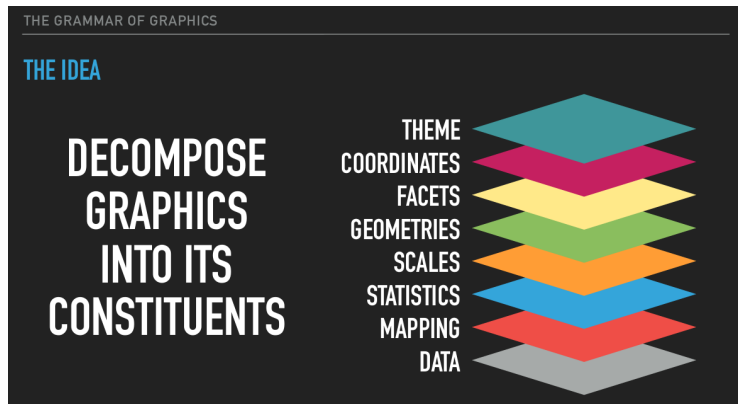 THE GRAMMAR OF GRAPHICS
THE IDEA
DECOMPOSE
GRAPHICS
INTO ITS
CONSTITUENTS
THEME
COORDINATES
FACETS
GEOMETRIES
SCALES
STATISTICS
MAPPING
DATA